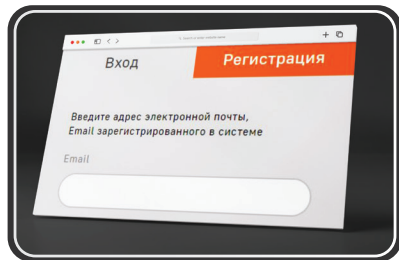 Вход
Регистрация
Введите адрес электронной почты,
Email зарегистрированного в системе
Email